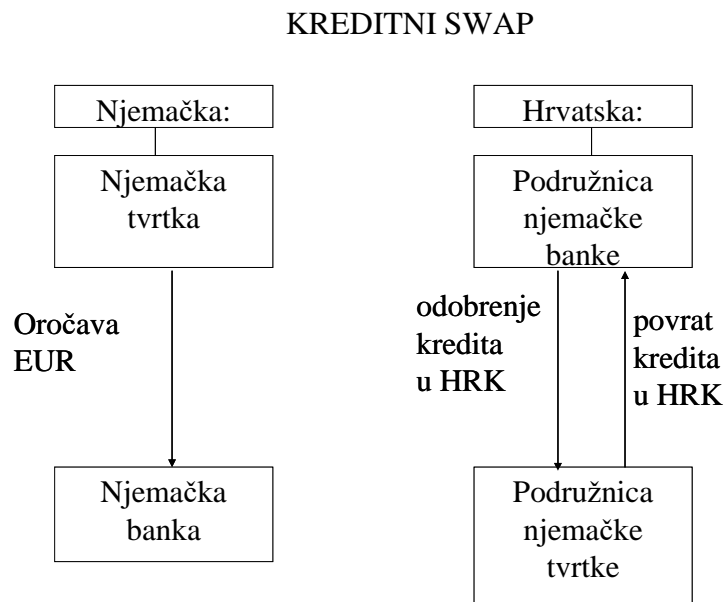 KREDITNI SWAP
Njemačka:
Njemačka
tvrtka
Oročava
EUR
Njemačka
banka
Hrvatska:
Podružnica
njemačke
banke
odobrenje
kredita
u HRK
povrat
kredita
u HRK
Podružnica
njemačke
tvrtke